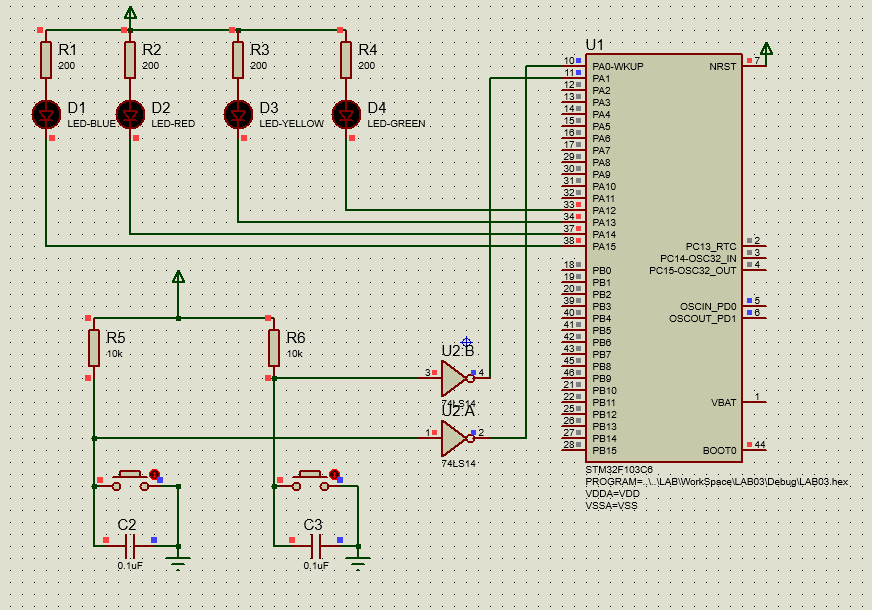 R1
200
R2
200
R3
200
R4
200
D1
LED-BLUE
D2
LED-RED
D3
LED-YELLOW
D4
LED-GREEN
U1
10 PA0-WKUP
11 PA1
12 PA2
13 PA3
14 PA4
15 PA5
16 PA6
17 PA7
29 PA8
30 PA9
31 PA10
32 PA11
33 PA12
34 PA13
37 PA14
38 PA15
18 PB0
19 PB1
20 PB2
39 PB3
40 PB4
41 PB5
42 PB6
43 PB7
45 PB8
46 PB9
21 PB10
22 PB11
25 PB12
26 PB13
27 PB14
28 PB15
NRST 7
PC13_RTC 2
PC14-OSC32_IN 3
PC15-OSC32_OUT 4
OSCIN_PD0 5
OSCOUT_PD1 6
VBAT 1
BOOT0 44
STM32F103C6
PROGRAM=..\..\LAB\WorkSpace\LAB03\Debug\LAB03.hex
VDDA=VDD
VSSA=VSS
R5
10k
R6
10k
U2:B
3 4
74LS14
U2:A
1 2
74LS14
C2
0.1uF
C3
0.1uF